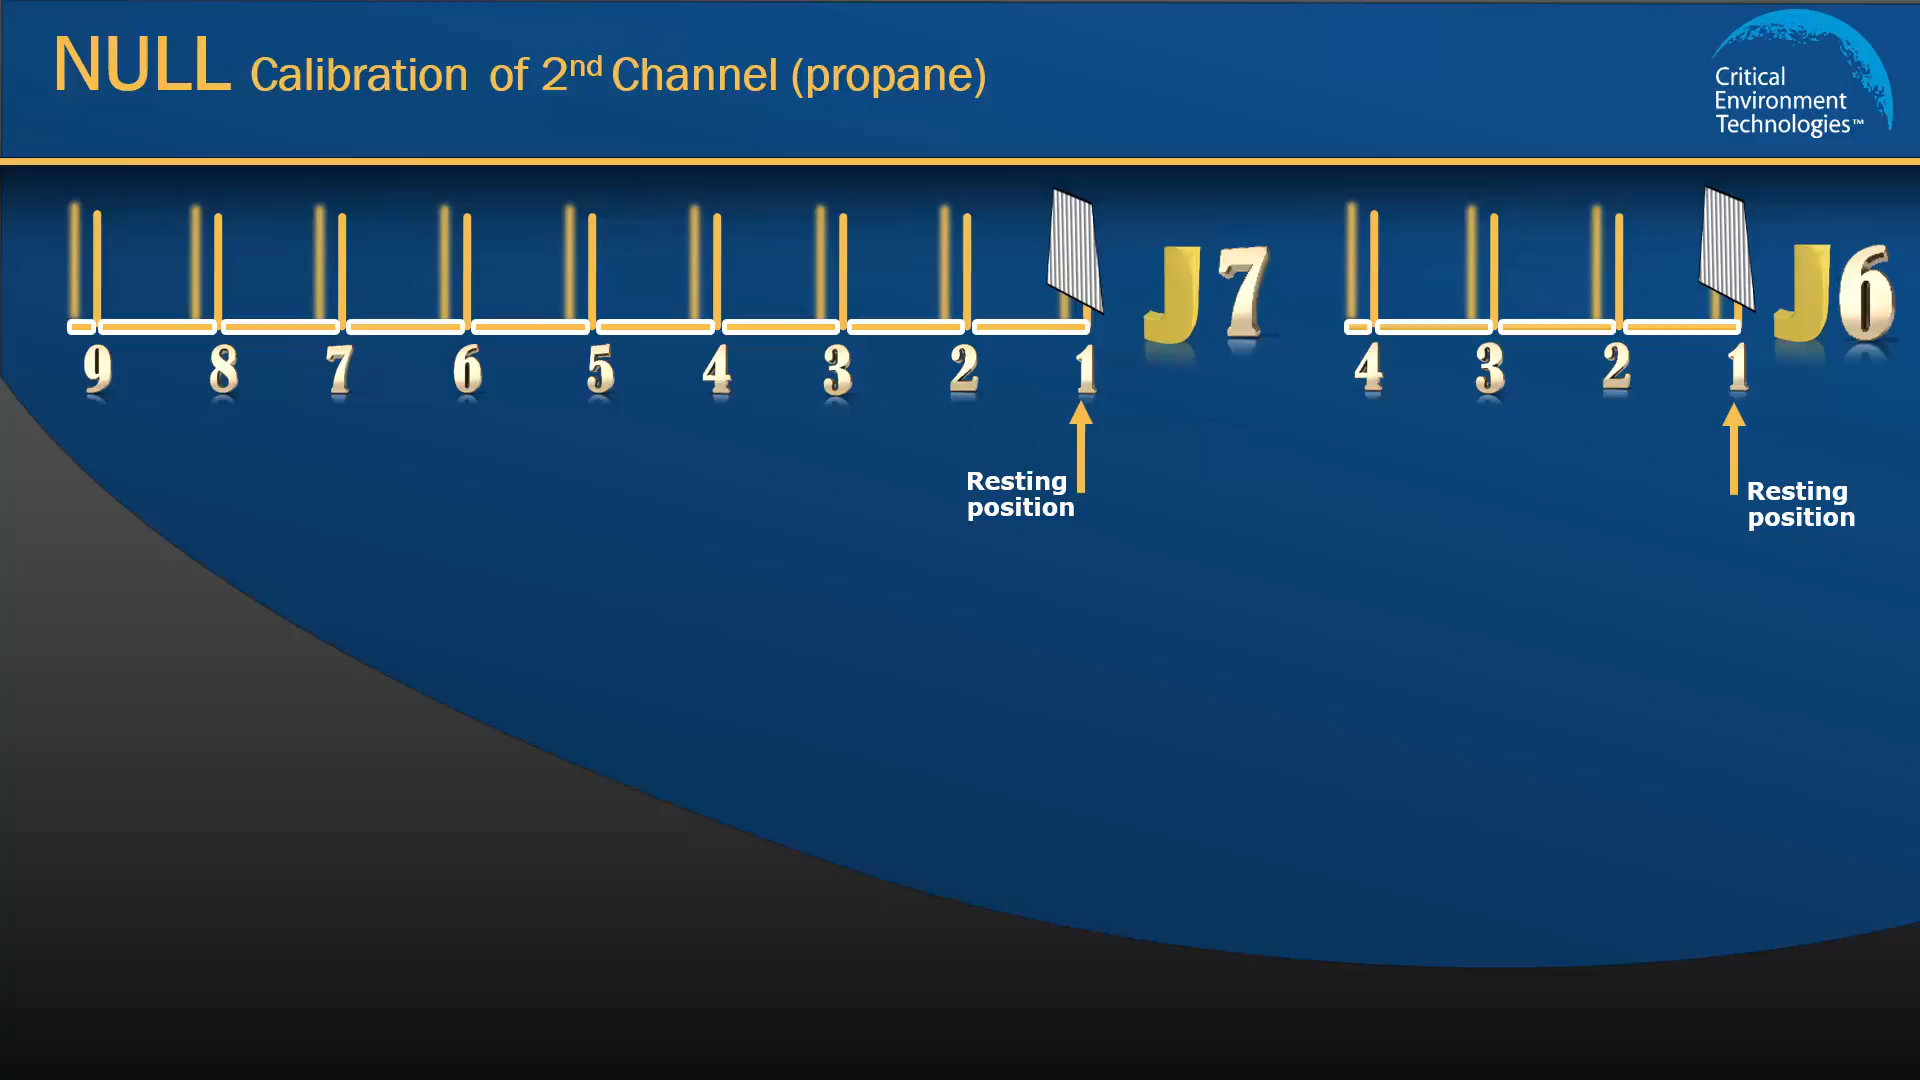 NULL Calibration of 2nd Channel (propane)
Critical
Environment
Technologies™
J7
J6
9 8 7 6 5 4 3 2 1
4 3 2 1
Resting
position
Resting
position